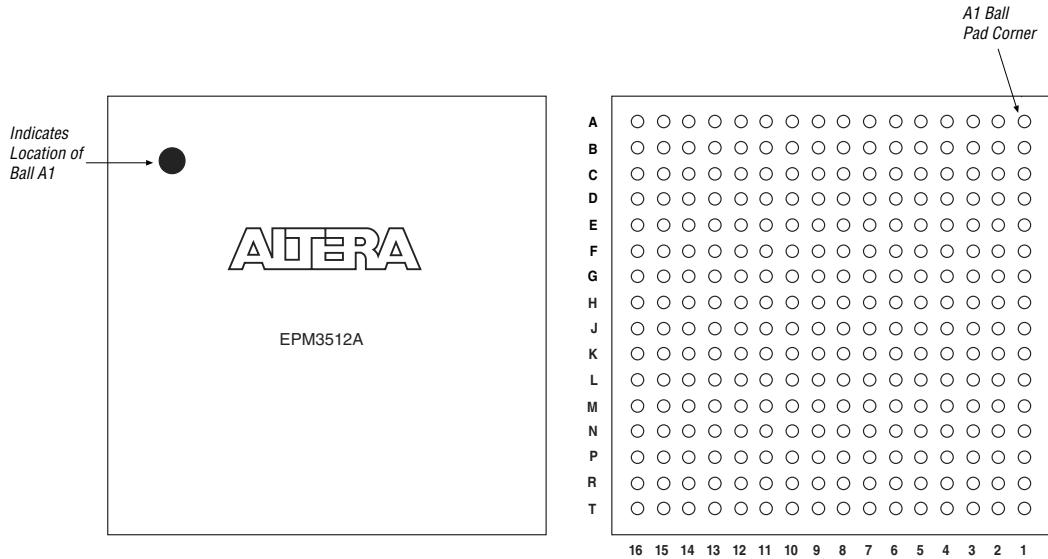 A1 Ball
Pad Corner
Indicates
Location of
Ball A1
ALTERA
EPM3512A
A
B
C
D
E
F
G
H
J
K
L
M
N
P
R
T
16 15 14 13 12 11 10 9 8 7 6 5 4 3 2 1